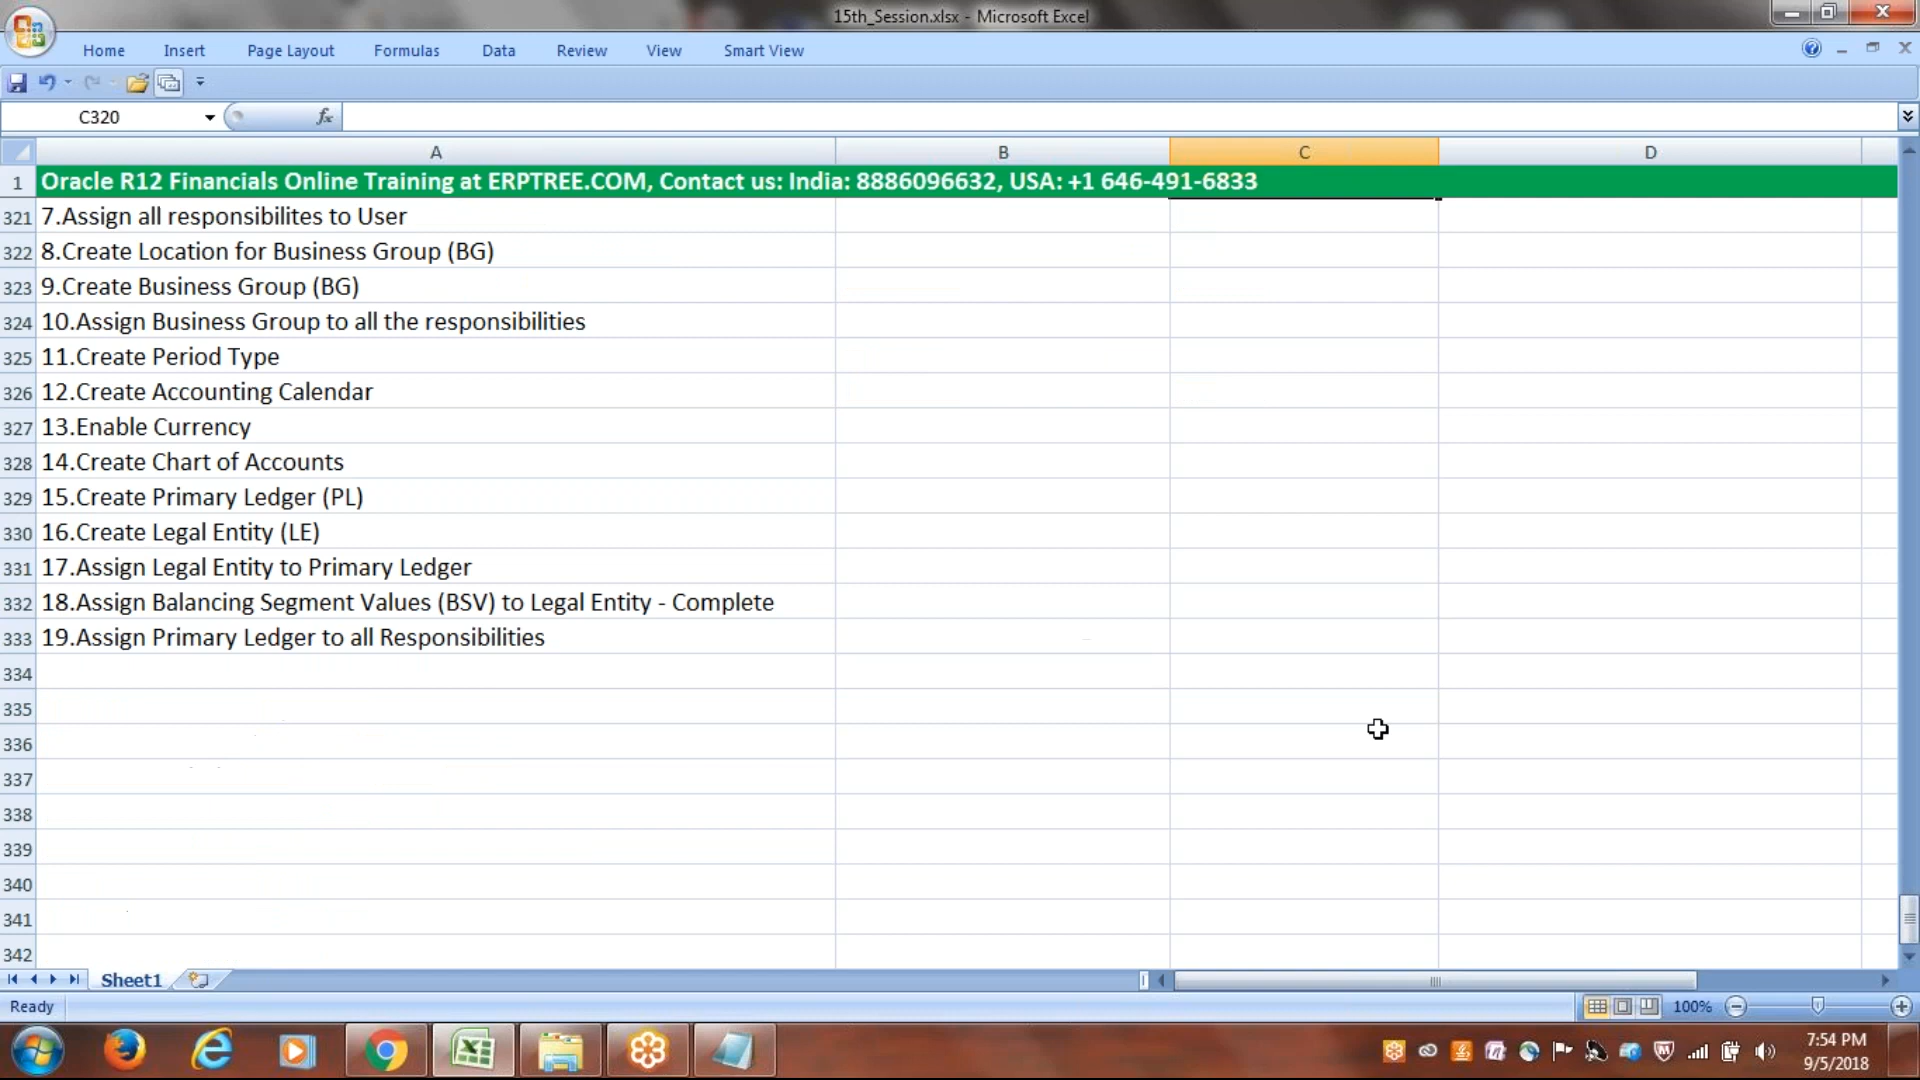 15th_Session.xlsx - Microsoft Excel
Home Insert Page Layout Formulas Data Review View Smart View
C320 fx
A B C D
1 Oracle R12 Financials Online Training at ERPTREE.COM, Contact us: India: 8886096632, USA: +1 646-491-6833
321 7.Assign all responsibilites to User
322 8.Create Location for Business Group (BG)
323 9.Create Business Group (BG)
324 10.Assign Business Group to all the responsibilities
325 11.Create Period Type
326 12.Create Accounting Calendar
327 13.Enable Currency
328 14.Create Chart of Accounts
329 15.Create Primary Ledger (PL)
330 16.Create Legal Entity (LE)
331 17.Assign Legal Entity to Primary Ledger
332 18.Assign Balancing Segment Values (BSV) to Legal Entity - Complete
333 19.Assign Primary Ledger to all Responsibilities
334
335
336
337
338
339
340
341
342
Sheet1
Ready 100%
7:54 PM
9/5/2018